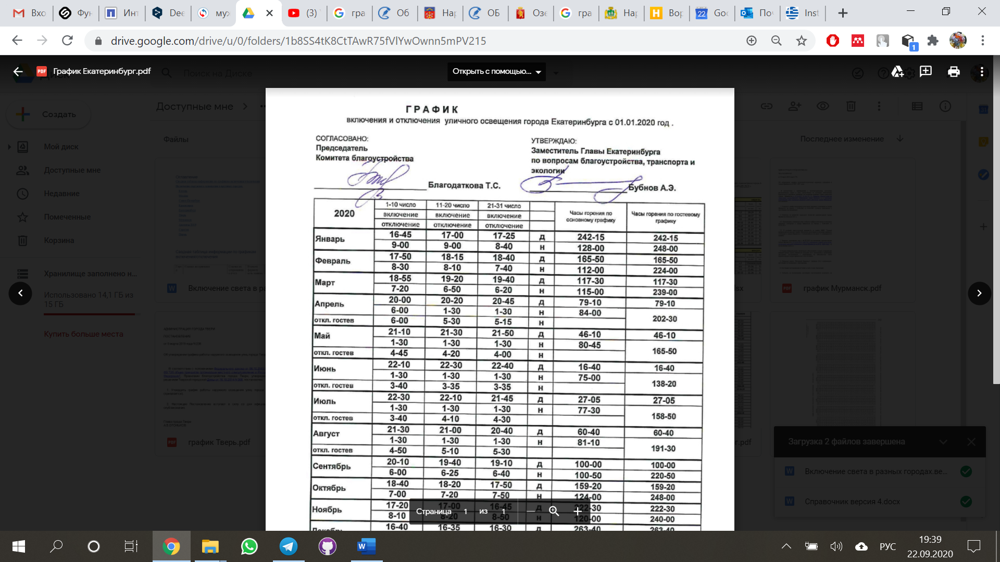 Вхо
Фун
Инт
Dee
мух
(3)
гра
Об
Нар
ОБ
Озе
гра
Нар
Вор
22
Goo
Поч
Inst
drive.google.com/drive/u/0/folders/1b8SS4tK8CtTAwR75fVlYwOwnn5mPV215
1
PDF График Екатеринбург.pdf
Поиск на Диске
Открыть с помощью...
Создать
Доступные мне
Файлы
Последнее изменение
Мой диск
Доступные мне
Недавние
Помеченные
Корзина
Хранилище заполнено н...
Использовано 14,1 ГБ из
15 ГБ
Купить больше места
график Тверь.pdf
график Мурманск.pdf
ГРАФИК
включения и отключения уличного освещения города Екатеринбурга с 01.01.2020 год .
СОГЛАСОВАНО:
Председатель
Комитета благоустройства
Благодаткова Т.С.
УТВЕРЖДАЮ:
Заместитель Главы Екатеринбурга
по вопросам благоустройства, транспорта и
экологии
Бубнов А.Э.
2020 1-10 число 11-20 число 21-31 число Часы горения по основному графику Часы горения по гостевому графику
включение включение включение
отключение отключение отключение
Январь 16-45 17-00 17-25 д 242-15 242-15
9-00 9-00 8-40 н 128-00 248-00
Февраль 17-50 18-15 18-40 д 165-50 165-50
8-30 8-10 7-40 н 112-00 224-00
Март 18-55 19-20 19-40 д 117-30 117-30
7-20 6-50 6-20 н 115-00 239-00
Апрель 20-00 20-20 20-45 д 79-10 79-10
6-00 1-30 1-30 н 84-00 202-30
откл. гостев 6-00 5-30 5-15 н
Май 21-10 21-30 21-50 д 46-10 46-10
1-30 1-30 1-30 н 80-45 165-50
откл. гостев 4-45 4-20 4-00 н
Июнь 22-10 22-30 22-40 д 16-40 16-40
1-30 1-30 1-30 н 75-00 138-20
откл. гостев 3-40 3-35 3-35 н
Июль 22-30 22-10 21-45 д 27-05 27-05
1-30 1-30 1-30 н 77-30 158-50
откл. гостев 3-40 4-10 4-30
Август 21-30 21-00 20-40 д 60-40 60-40
1-30 1-30 1-30 н 81-10 191-30
откл. гостев 4-50 5-10 5-30
Сентябрь 20-10 19-40 19-10 д 100-00 100-00
6-00 6-25 6-40 н 100-50 220-50
Октябрь 18-40 18-20 17-50 д 159-20 159-20
7-00 7-20 7-50 н 124-00 248-00
Ноябрь 17-20 17-00 16-45 д 222-30 222-30
8-10 8-20 8-50 н 120-00 240-00
Декабрь 16-40 16-35 16-30 д 263-40 263-40
Страница 1 из 1
Загрузка 2 файлов завершена
Включение света в разных городах.ве...
Справочник версия 4.docx
РУС
19:39
22.09.2020